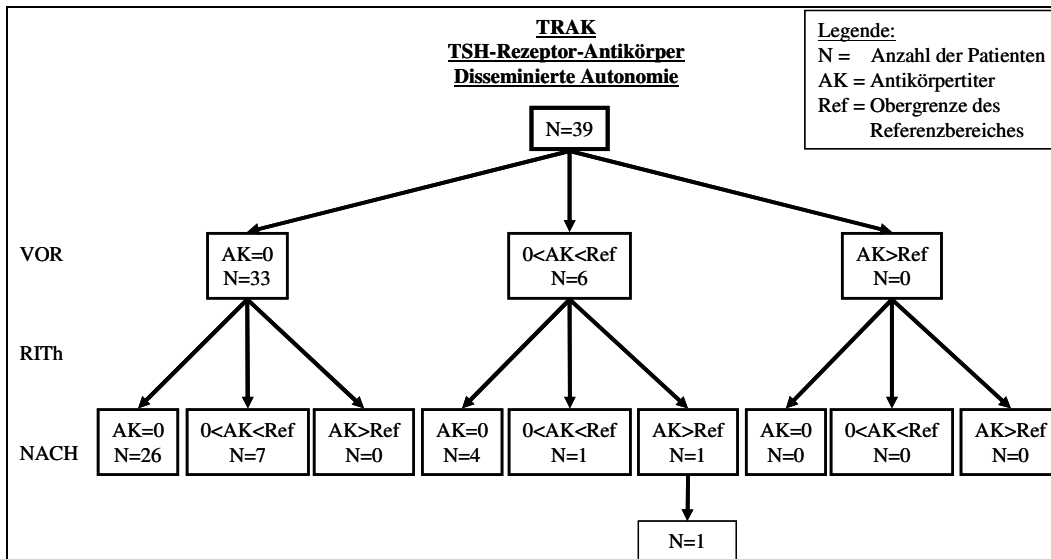 TRAK
TSH-Rezeptor-Antikörper
Disseminierte Autonomie
Legende:
N = Anzahl der Patienten
AK = Antikörpertiter
Ref = Obergrenze des
Referenzbereiches
N=39
VOR
AK=0
N=33
0<AK<Ref
N=6
AK>Ref
N=0
RITh
NACH
AK=0
N=26
0<AK<Ref
N=7
AK>Ref
N=0
AK=0
N=4
0<AK<Ref
N=1
AK>Ref
N=1
AK=0
N=0
0<AK<Ref
N=0
AK>Ref
N=0
N=1